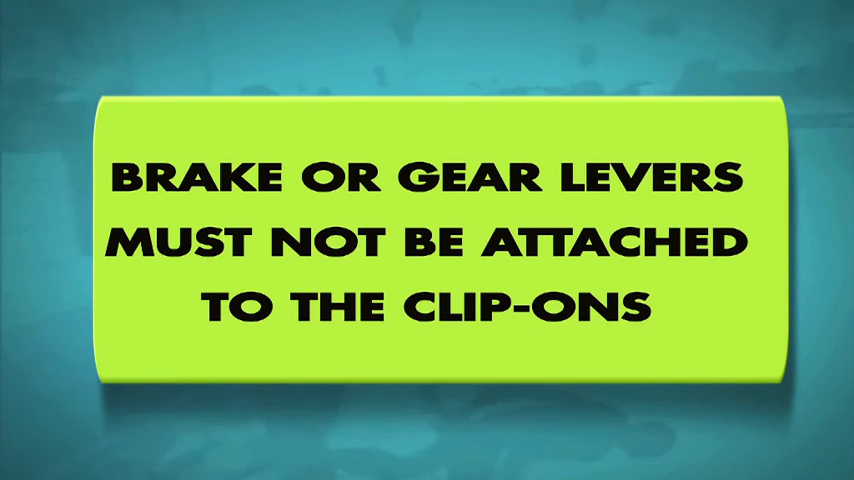 BRAKE OR GEAR LEVERS
MUST NOT BE ATTACHED
TO THE CLIP-ONS